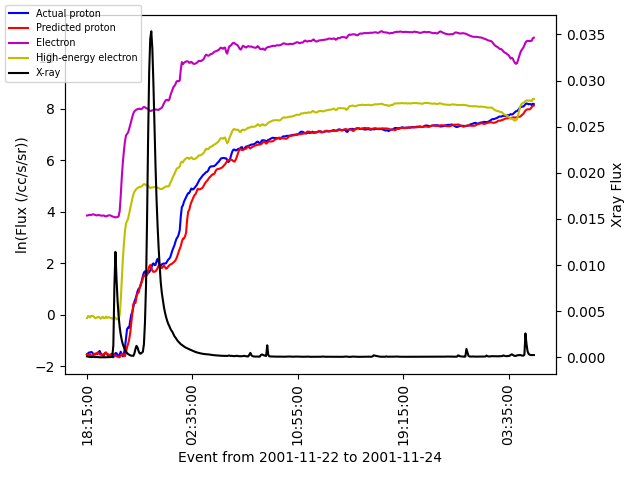 Actual proton
Predicted proton
Electron
High-energy electron
X-ray
ln(Flux (/cc/s/sr))
8
6
4
2
0
−2
0.035
0.030
0.025
0.020
0.015
0.010
0.005
0.000
Xray Flux
18:15:00
02:35:00
10:55:00
19:15:00
03:35:00
Event from 2001-11-22 to 2001-11-24